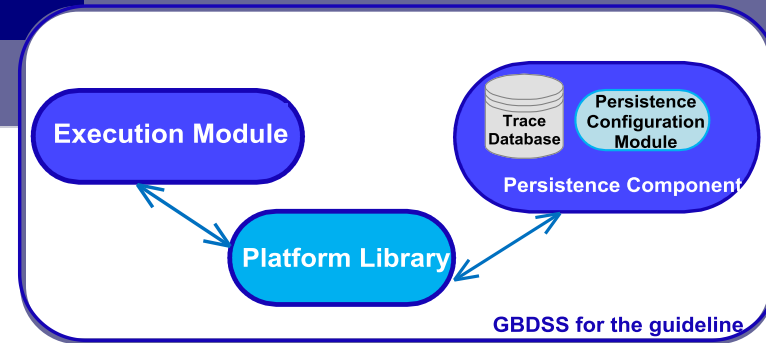 Execution Module
Trace
Database
Persistence
Configuration
Module
Persistence Component
Platform Library
GBDSS for the guideline